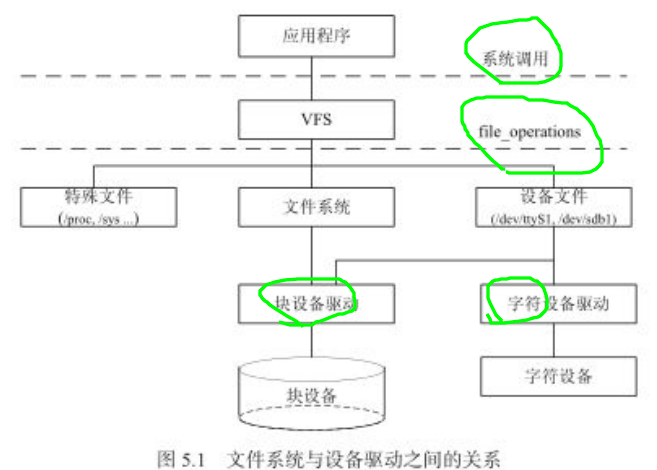 应用程序
系统调用
VFS
file_operations
特殊文件
(/proc, /sys ...)
文件系统
设备文件
(/dev/ttyS1, /dev/sdb1)
块设备驱动
字符设备驱动
块设备
字符设备
图 5.1 文件系统与设备驱动之间的关系